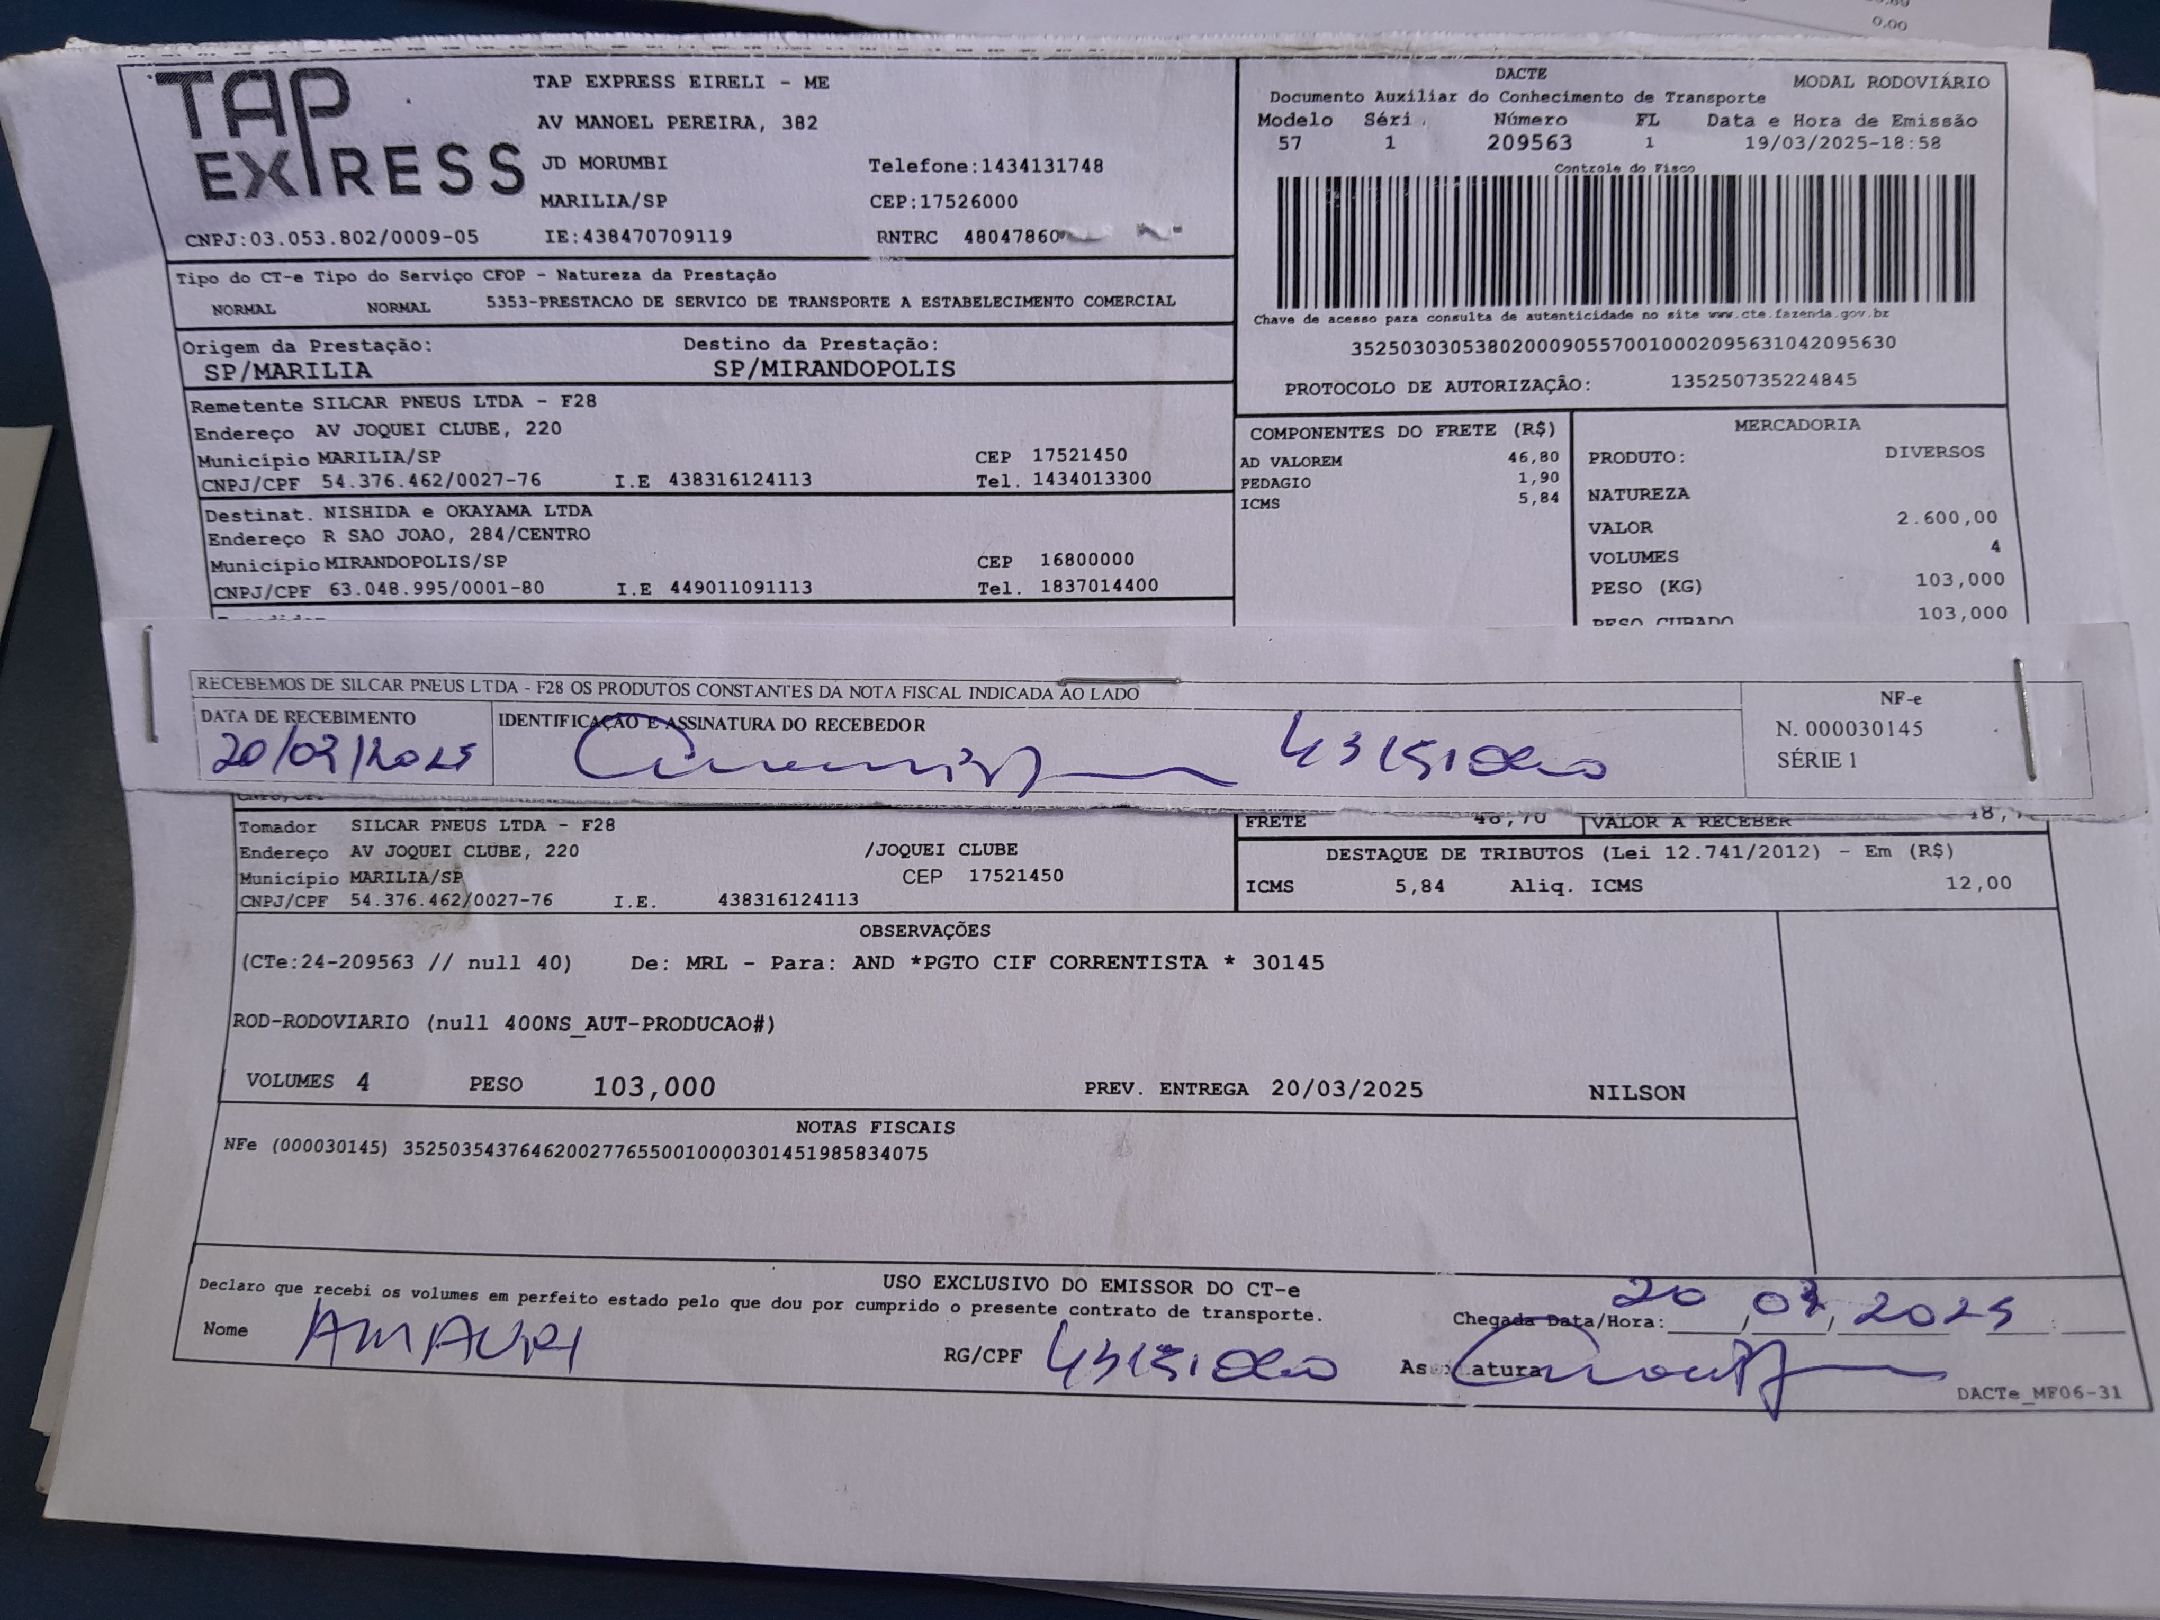 0,00
TAP EXPRESS
TAP EXPRESS EIRELI - ME
AV MANOEL PEREIRA, 382
JD MORUMBI Telefone:1434131748
MARILIA/SP CEP:17526000
CNPJ:03.053.802/0009-05 IE:438470709119 RNTRC 48047860
DACTE MODAL RODOVIÁRIO
Documento Auxiliar do Conhecimento de Transporte
Modelo Séri Número FL Data e Hora de Emissão
57 1 209563 1 19/03/2025-18:58
Controle do Fisco
Chave de acesso para consulta de autenticidade no site www.cte.fazenda.gov.br
35250303053802000905570010002095631042095630
PROTOCOLO DE AUTORIZAÇÃO: 135250735224845
Tipo do CT-e Tipo do Serviço CFOP - Natureza da Prestação
NORMAL NORMAL 5353-PRESTACAO DE SERVICO DE TRANSPORTE A ESTABELECIMENTO COMERCIAL
Origem da Prestação: Destino da Prestação:
SP/MARILIA SP/MIRANDOPOLIS
Remetente SILCAR PNEUS LTDA - F28
Endereço AV JOQUEI CLUBE, 220
Município MARILIA/SP CEP 17521450
CNPJ/CPF 54.376.462/0027-76 I.E 438316124113 Tel. 1434013300
Destinat. NISHIDA e OKAYAMA LTDA
Endereço R SAO JOAO, 284/CENTRO
Município MIRANDOPOLIS/SP CEP 16800000
CNPJ/CPF 63.048.995/0001-80 I.E 449011091113 Tel. 1837014400
COMPONENTES DO FRETE (R$)
AD VALOREM 46,80
PEDAGIO 1,90
ICMS 5,84
MERCADORIA
PRODUTO: DIVERSOS
NATUREZA
VALOR 2.600,00
VOLUMES 4
PESO (KG) 103,000
PESO CUBADO 103,000
RECEBEMOS DE SILCAR PNEUS LTDA - F28 OS PRODUTOS CONSTANTES DA NOTA FISCAL INDICADA AO LADO
DATA DE RECEBIMENTO IDENTIFICAÇÃO E ASSINATURA DO RECEBEDOR
20/03/2025
NF-e
N. 000030145
SÉRIE 1
Tomador SILCAR PNEUS LTDA - F28
Endereço AV JOQUEI CLUBE, 220 /JOQUEI CLUBE
Município MARILIA/SP CEP 17521450
CNPJ/CPF 54.376.462/0027-76 I.E. 438316124113
FRETE 48,70 VALOR A RECEBER
DESTAQUE DE TRIBUTOS (Lei 12.741/2012) - Em (R$)
ICMS 5,84 Aliq. ICMS 12,00
OBSERVAÇÕES
(CTe:24-209563 // null 40) De: MRL - Para: AND *PGTO CIF CORRENTISTA * 30145
ROD-RODOVIARIO (null 400NS_AUT-PRODUCAO#)
VOLUMES 4 PESO 103,000 PREV. ENTREGA 20/03/2025 NILSON
NOTAS FISCAIS
NFe (000030145) 35250354376462002776550010000301451985834075
USO EXCLUSIVO DO EMISSOR DO CT-e
Declaro que recebi os volumes em perfeito estado pelo que dou por cumprido o presente contrato de transporte.
Chegada Data/Hora: 20, 03, 2025 :
Nome AMAURI RG/CPF
DACTe_MF06-31